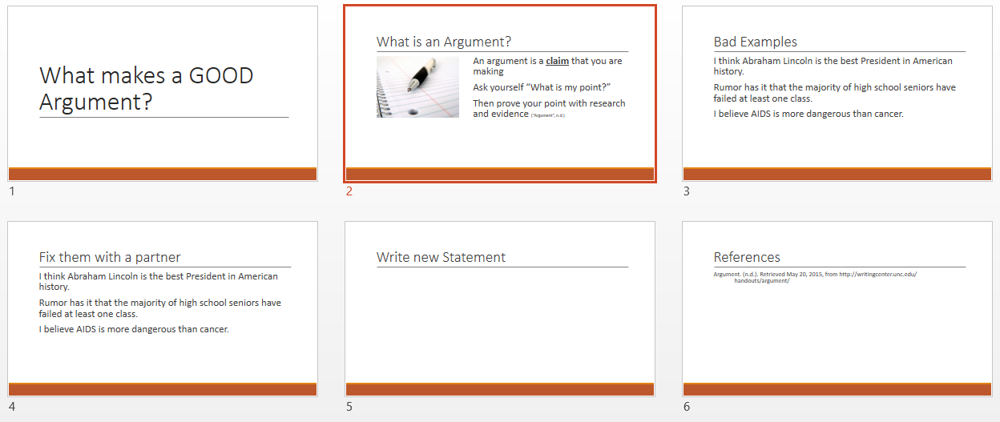 What makes a GOOD
Argument?
1
What is an Argument?
An argument is a claim that you are
making
Ask yourself “What is my point?”
Then prove your point with research
and evidence (“Argument”, n.d.)
2
Bad Examples
I think Abraham Lincoln is the best President in American
history.
Rumor has it that the majority of high school seniors have
failed at least one class.
I believe AIDS is more dangerous than cancer.
3
Fix them with a partner
I think Abraham Lincoln is the best President in American
history.
Rumor has it that the majority of high school seniors have
failed at least one class.
I believe AIDS is more dangerous than cancer.
4
Write new Statement
5
References
Argument. (n.d.). Retrieved May 20, 2015, from http://writingcenter.unc.edu/
handouts/argument/
6